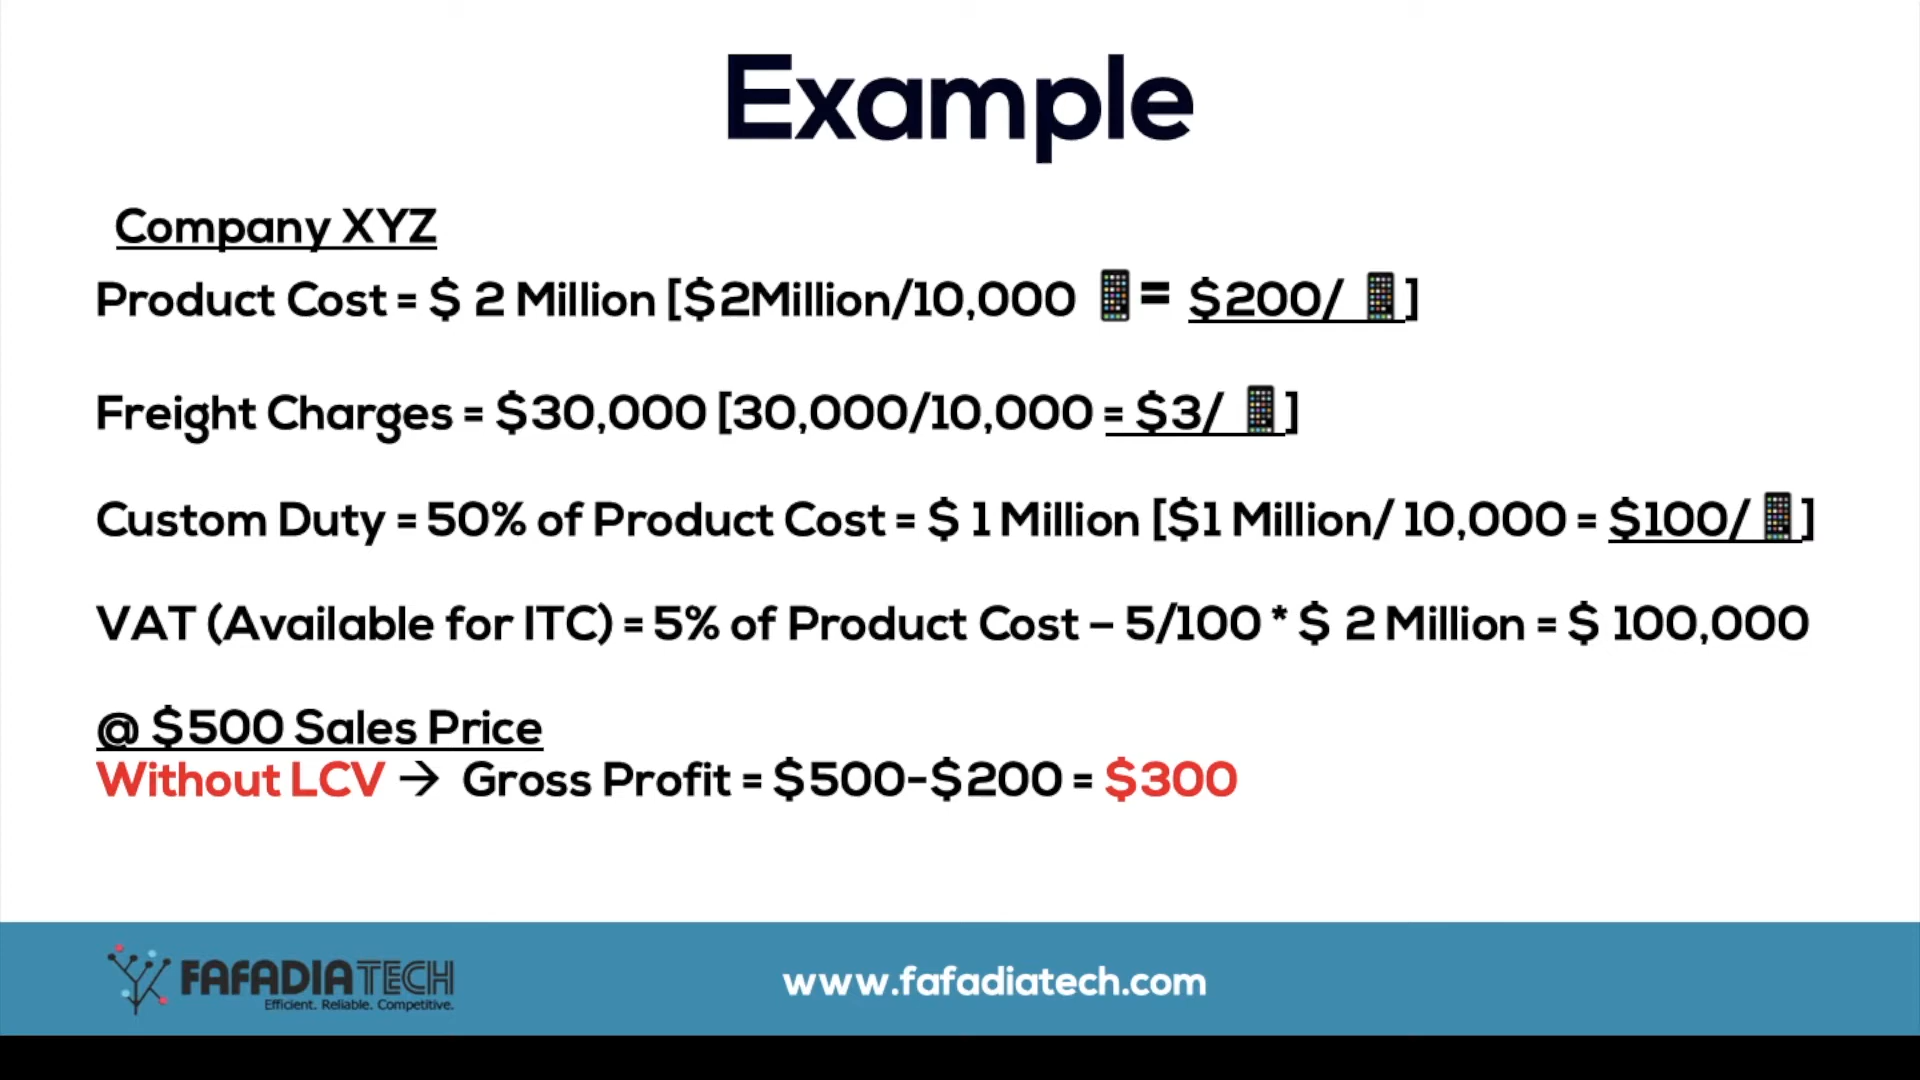 Example
Company XYZ
Product Cost = $ 2 Million [$2Million/10,000 📱= $200/ 📱]
Freight Charges = $30,000 [30,000/10,000 = $3/ 📱]
Custom Duty = 50% of Product Cost = $ 1 Million [$1 Million/ 10,000 = $100/ 📱]
VAT (Available for ITC) = 5% of Product Cost – 5/100 * $ 2 Million = $ 100,000
@ $500 Sales Price
Without LCV → Gross Profit = $500-$200 = $300
FAFADIATECH
Efficient. Reliable. Competitive.
www.fafadiatech.com